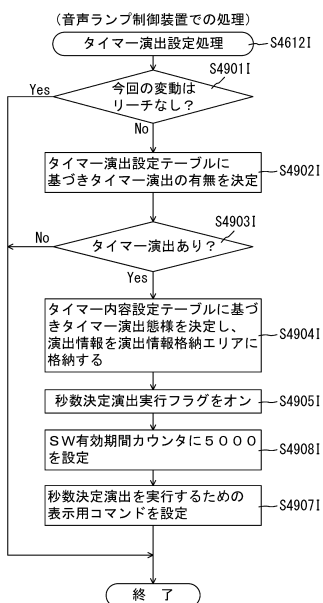 (音声ランプ制御装置での処理)
タイマー演出設定処理
S4612I
S4901I
今回の変動は
リーチなし?
Yes
No
タイマー演出設定テーブルに
基づきタイマー演出の有無を決定
S4902I
S4903I
タイマー演出あり?
No
Yes
タイマー内容設定テーブルに基づ
きタイマー演出態様を決定し、
演出情報を演出情報格納エリアに
格納する
S4904I
秒数決定演出実行フラグをオン
S4905I
SW有効期間カウンタに5000
を設定
S4908I
秒数決定演出を実行するための
表示用コマンドを設定
S4907I
終 了